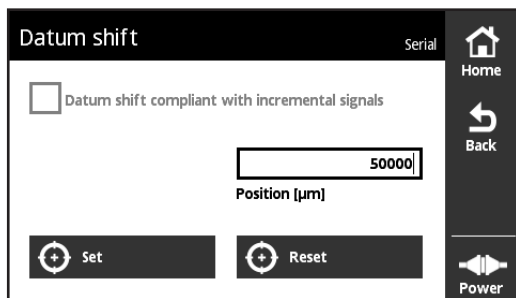 Datum shift
Serial
Home
Datum shift compliant with incremental signals
Back
50000
Position [µm]
Set
Reset
Power